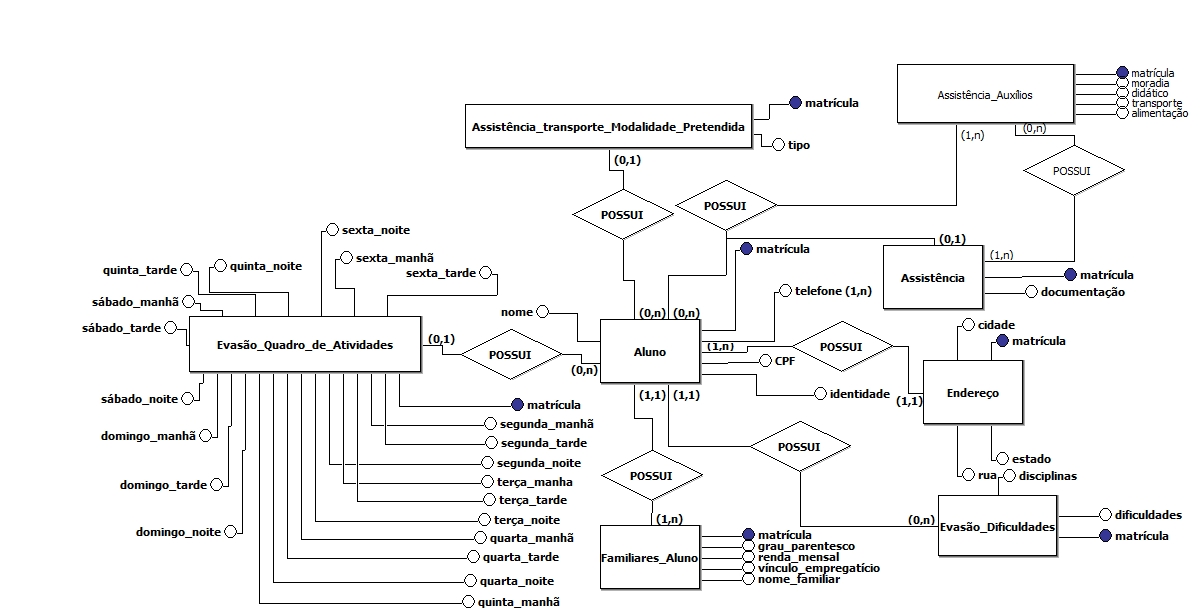 matrícula
moradia
Assistência_Auxílios
didático
transporte
alimentação
matrícula
Assistência_transporte_Modalidade_Pretendida
tipo
(0,1)
(1,n)
(0,n)
POSSUI
POSSUI
POSSUI
sexta_noite
matrícula
(0,1)
(1,n)
quinta_tarde
quinta_noite
sexta_manhã
sexta_tarde
Assistência
matrícula
documentação
sábado_manhã
telefone (1,n)
nome
(0,n)
(0,n)
sábado_tarde
cidade
matrícula
Evasão_Quadro_de_Atividades
(0,1)
POSSUI
Aluno
(1,n)
POSSUI
CPF
(0,n)
Endereço
identidade
(1,1)
(1,1)
(1,1)
sábado_noite
matrícula
segunda_manhã
domingo_manhã
segunda_tarde
POSSUI
segunda_noite
estado
POSSUI
rua
disciplinas
domingo_tarde
terça_manha
terça_tarde
terça_noite
(1,n)
(0,n)
Evasão_Dificuldades
dificuldades
matrícula
domingo_noite
quarta_manhã
Familiares_Aluno
matrícula
grau_parentesco
renda_mensal
vínculo_empregatício
nome_familiar
quarta_tarde
quarta_noite
quinta_manhã